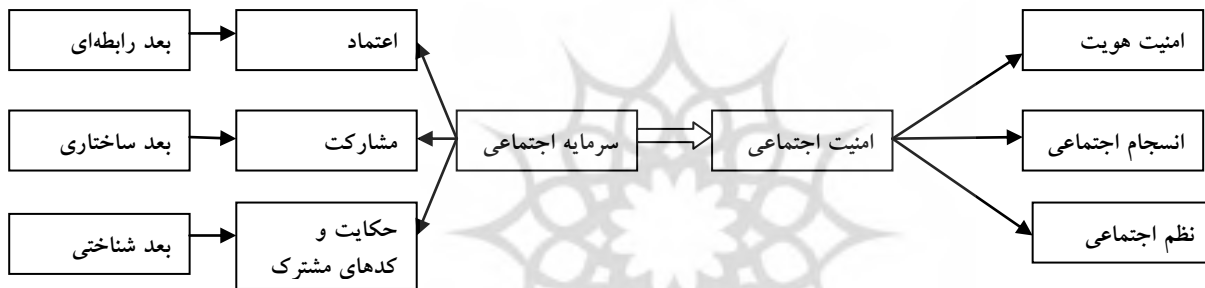 امنیت هویت
اعتماد
بعد رابطه‌ای
انسجام اجتماعی
امنیت اجتماعی
سرمایه اجتماعی
مشارکت
بعد ساختاری
نظم اجتماعی
حکایت و
کدهای مشترک
بعد شناختی